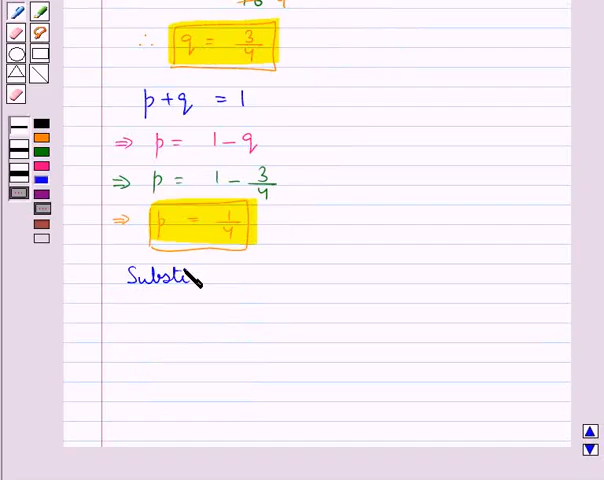 ∴ q = 3/4
p + q = 1
⇒ p = 1 - q
⇒ p = 1 - 3/4
⇒ p = 1/4
Substi